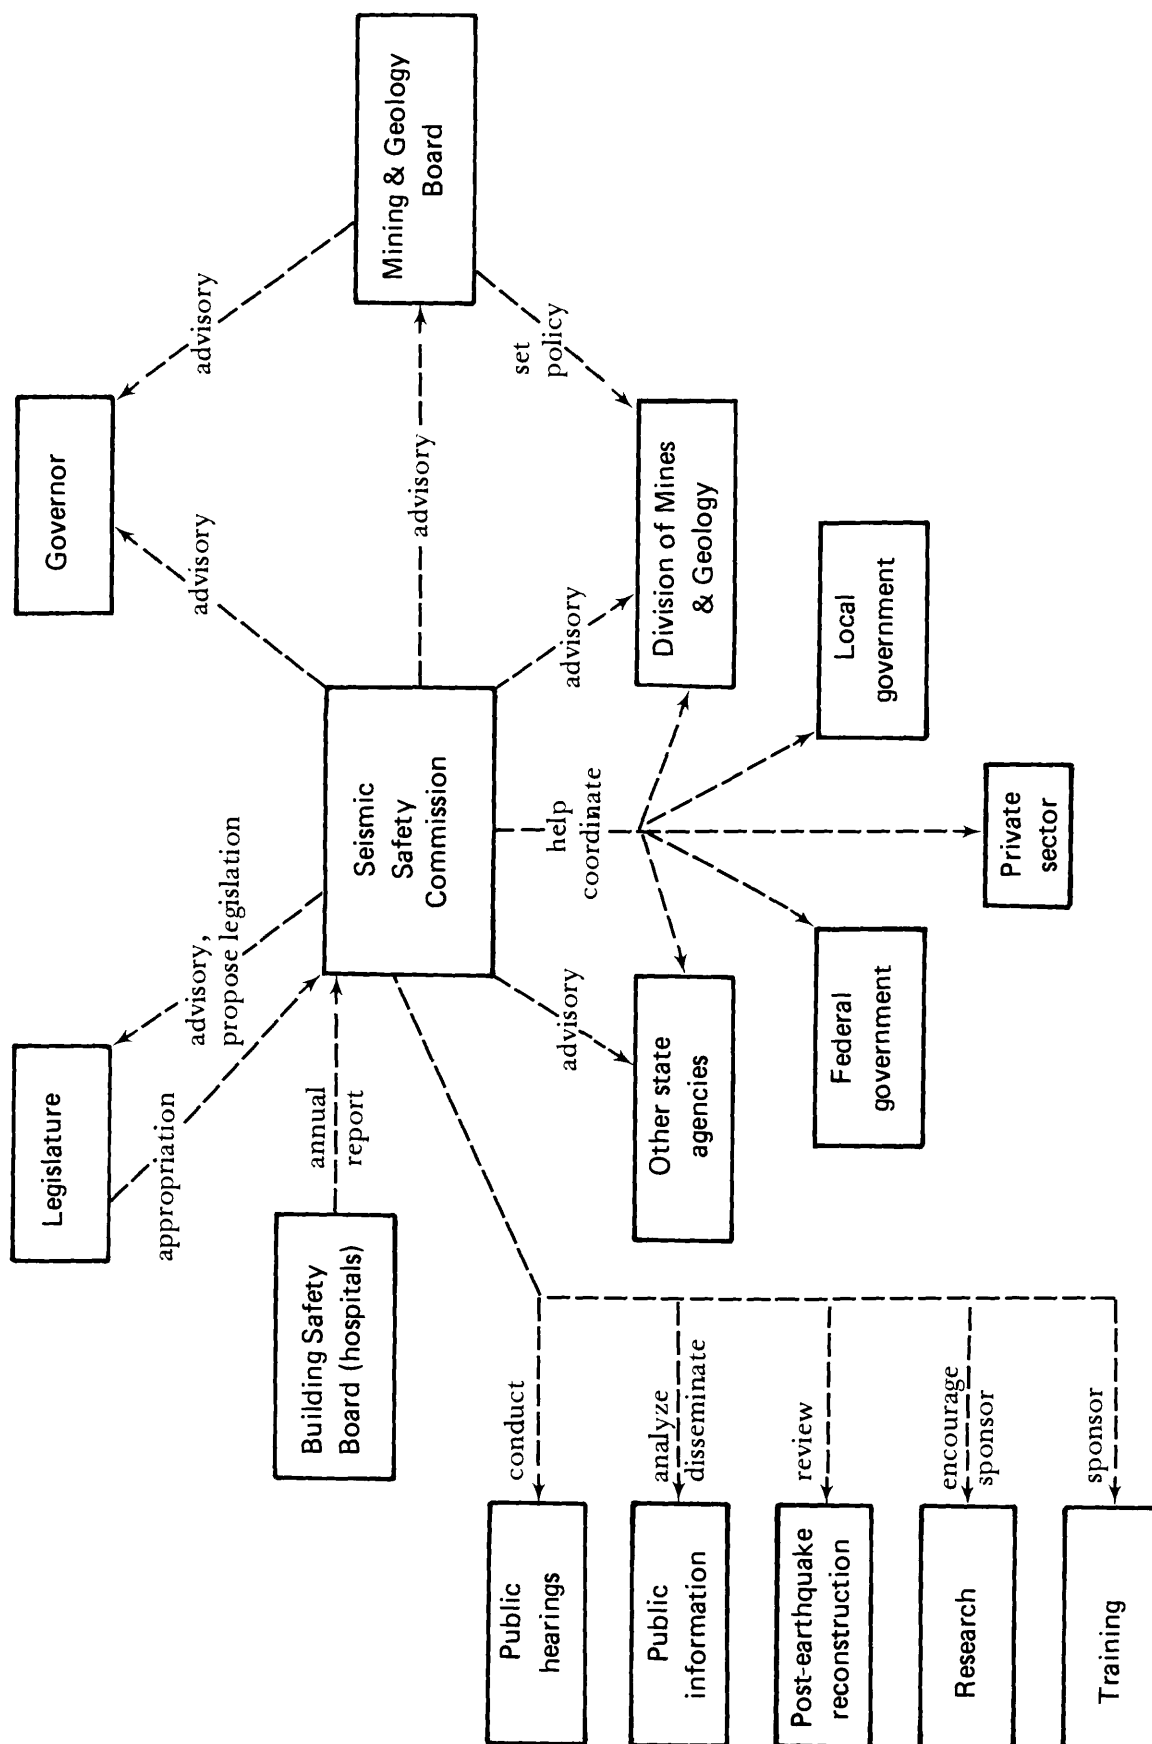 Legislature
Governor
appropriation
advisory,
propose legislation
advisory
advisory
Building Safety
Board (hospitals)
annual
report
Seismic
Safety
Commission
advisory
Mining & Geology
Board
conduct
Public
hearings
analyze
disseminate
Public
information
review
Post-earthquake
reconstruction
encourage
sponsor
Research
sponsor
Training
advisory
help
coordinate
advisory
set
policy
Other state
agencies
Division of Mines
& Geology
Federal
government
Local
government
Private
sector